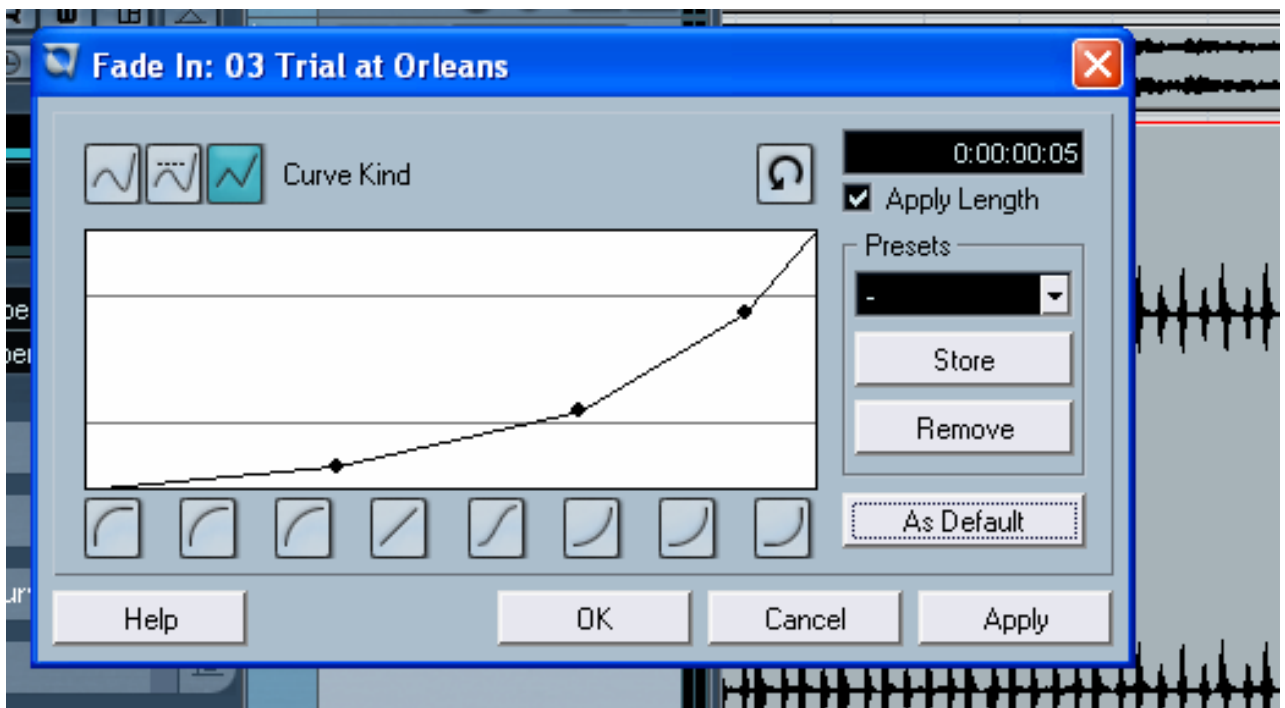 Fade In: 03 Trial at Orleans
Curve Kind
0:00:00:05
Apply Length
Presets
-
Store
Remove
As Default
Help
OK
Cancel
Apply